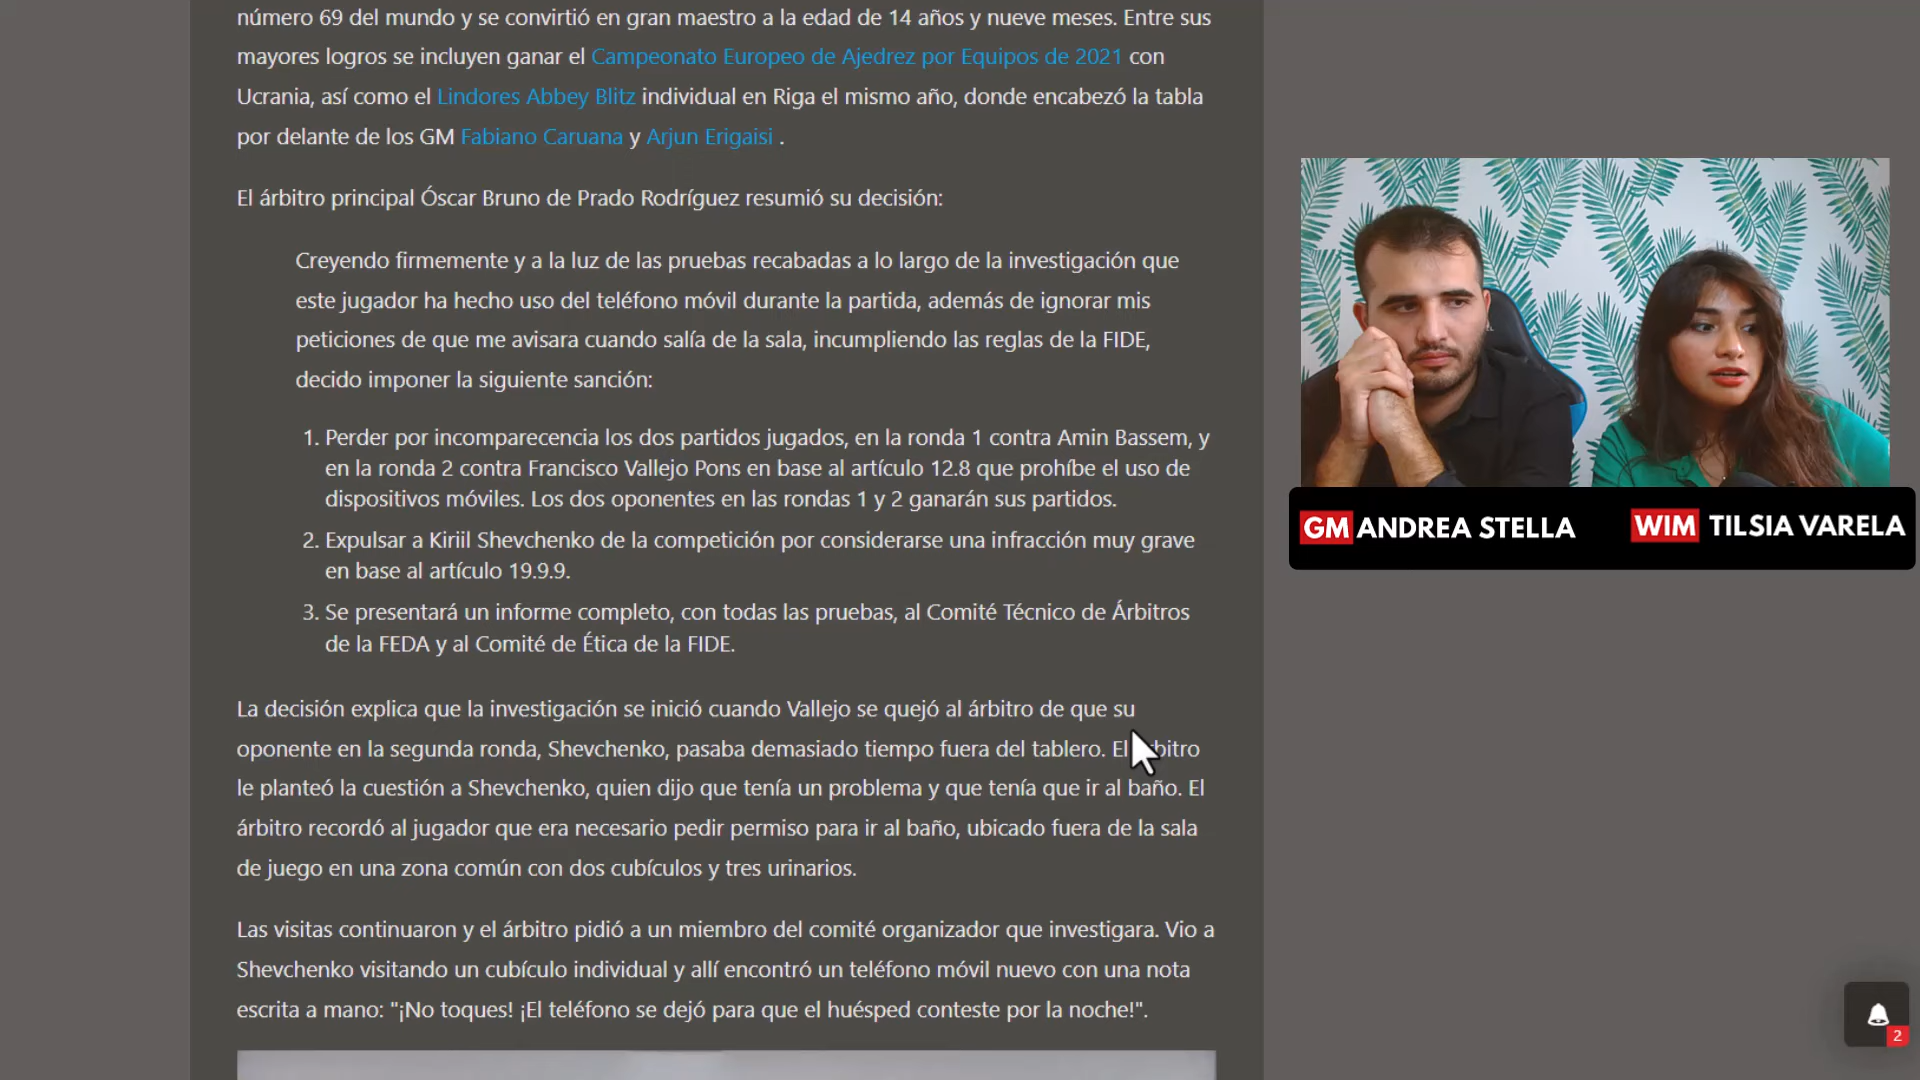 número 69 del mundo y se convirtió en gran maestro a la edad de 14 años y nueve meses. Entre sus
mayores logros se incluyen ganar el Campeonato Europeo de Ajedrez por Equipos de 2021 con
Ucrania, así como el Lindores Abbey Blitz individual en Riga el mismo año, donde encabezó la tabla
por delante de los GM Fabiano Caruana y Arjun Erigaisi .
El árbitro principal Óscar Bruno de Prado Rodríguez resumió su decisión:
Creyendo firmemente y a la luz de las pruebas recabadas a lo largo de la investigación que
este jugador ha hecho uso del teléfono móvil durante la partida, además de ignorar mis
peticiones de que me avisara cuando salía de la sala, incumpliendo las reglas de la FIDE,
decido imponer la siguiente sanción:
1. Perder por incomparecencia los dos partidos jugados, en la ronda 1 contra Amin Bassem, y
en la ronda 2 contra Francisco Vallejo Pons en base al artículo 12.8 que prohíbe el uso de
dispositivos móviles. Los dos oponentes en las rondas 1 y 2 ganarán sus partidos.
2. Expulsar a Kiriil Shevchenko de la competición por considerarse una infracción muy grave
en base al artículo 19.9.9.
3. Se presentará un informe completo, con todas las pruebas, al Comité Técnico de Árbitros
de la FEDA y al Comité de Ética de la FIDE.
La decisión explica que la investigación se inició cuando Vallejo se quejó al árbitro de que su
oponente en la segunda ronda, Shevchenko, pasaba demasiado tiempo fuera del tablero. El árbitro
le planteó la cuestión a Shevchenko, quien dijo que tenía un problema y que tenía que ir al baño. El
árbitro recordó al jugador que era necesario pedir permiso para ir al baño, ubicado fuera de la sala
de juego en una zona común con dos cubículos y tres urinarios.
Las visitas continuaron y el árbitro pidió a un miembro del comité organizador que investigara. Vio a
Shevchenko visitando un cubículo individual y allí encontró un teléfono móvil nuevo con una nota
escrita a mano: "¡No toques! ¡El teléfono se dejó para que el huésped conteste por la noche!".
GM ANDREA STELLA
WIM TILSIA VARELA
2